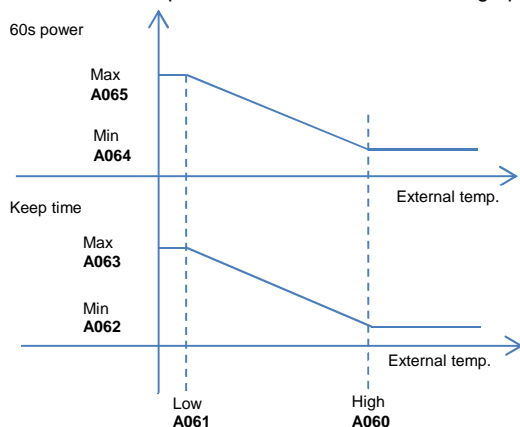 60s power
Max
A065
Min
A064
External temp.
Keep time
Max
A063
Min
A062
External temp.
Low
A061
High
A060